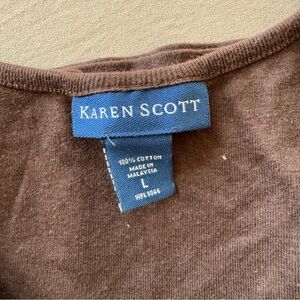 KAREN SCOTT
100% COTTON
MADE IN
MALAYSIA
L